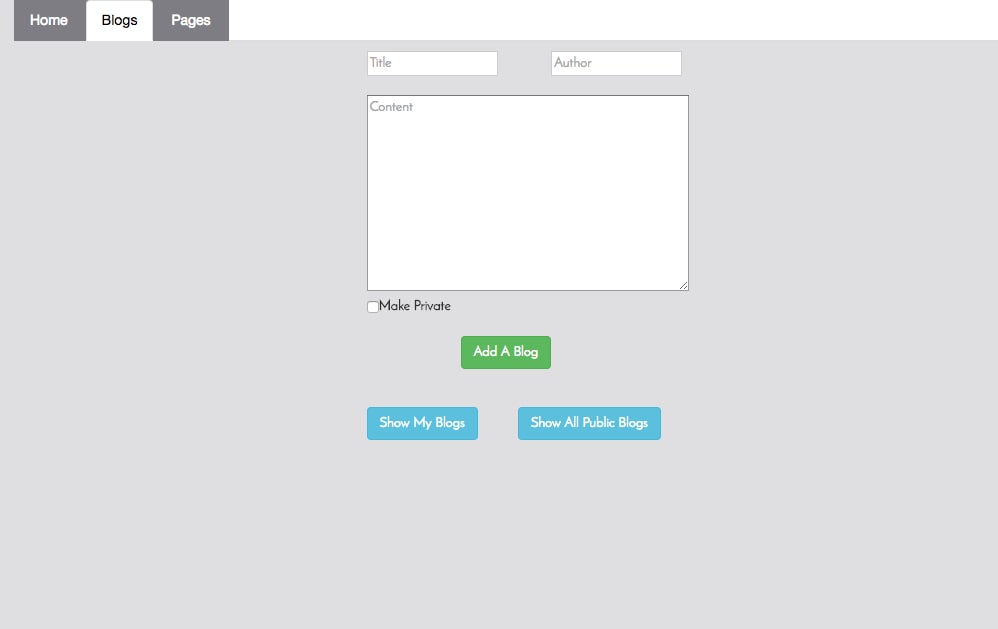 Home Blogs Pages
Title Author
Content
Make Private
Add A Blog
Show My Blogs Show All Public Blogs